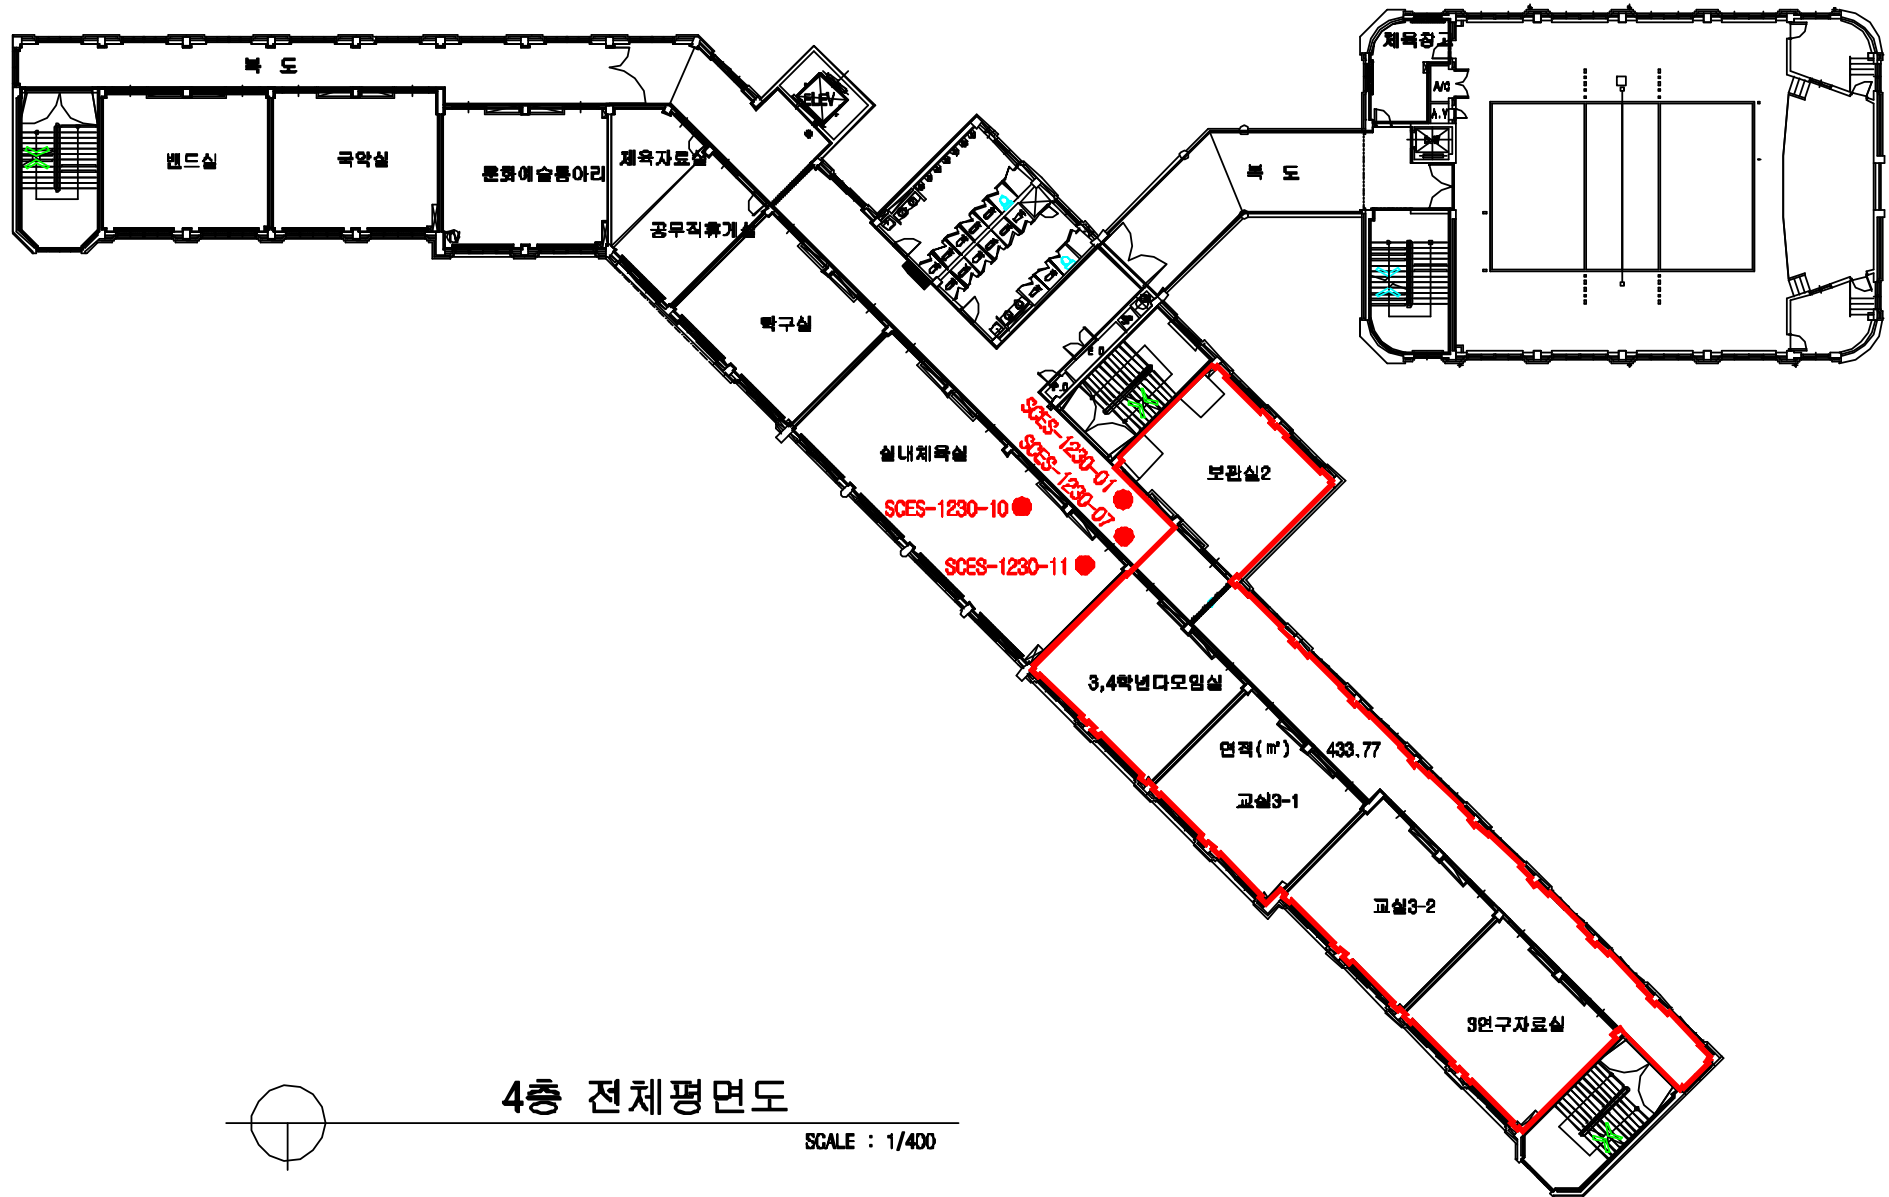 체육창고
복 도
A/C
ELEV
A.V
밴드실
국악실
문화예술동아리
체육자료실
복 도
공무직휴게실
탁구실
P.D
SCES-1230-01
실내체육실
SCES-1230-07
보관실2
SCES-1230-10
SCES-1230-11
3,4학년다모임실
면적(㎡)
433.77
교실3-1
교실3-2
3연구자료실
4층 전체평면도
SCALE : 1/400